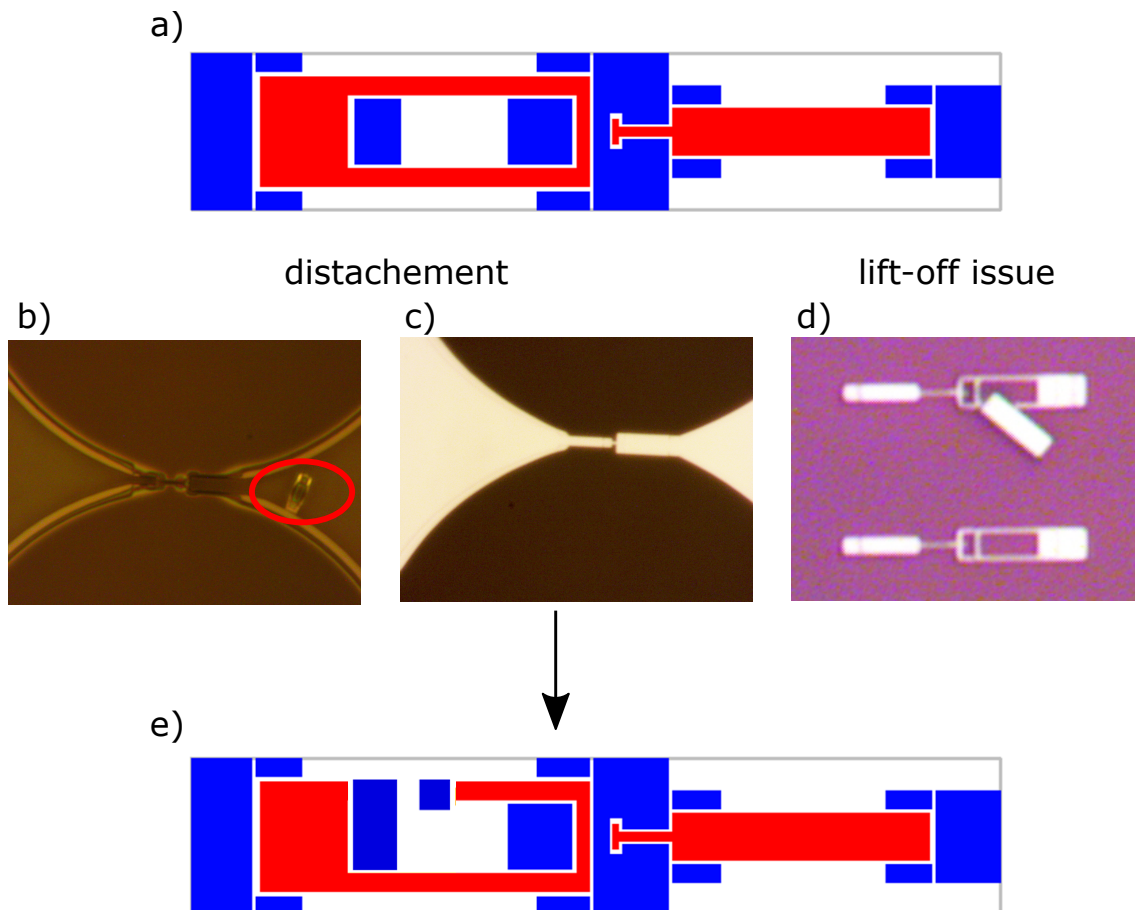 a)
distachement
lift-off issue
b)
c)
d)
e)